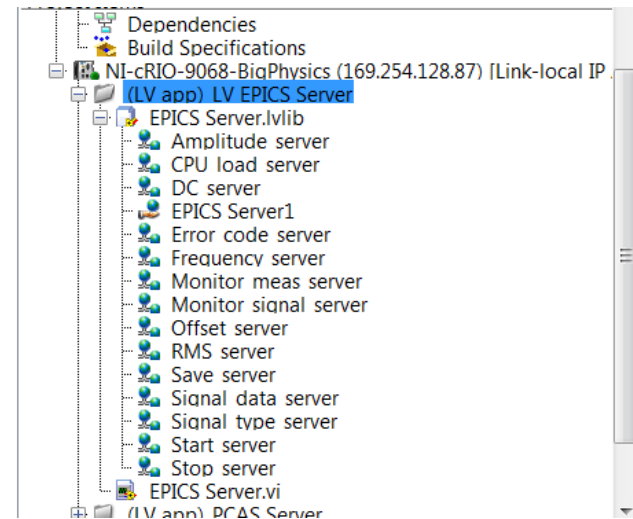 Dependencies
Build Specifications
NI-cRIO-9068-BigPhysics (169.254.128.87) [Link-local IP
(LV app) LV EPICS Server
EPICS Server.lvlib
Amplitude server
CPU load server
DC server
EPICS Server1
Error code server
Frequency server
Monitor meas server
Monitor signal server
Offset server
RMS server
Save server
Signal data server
Signal type server
Start server
Stop server
EPICS Server.vi
(LV app) PCAS Server